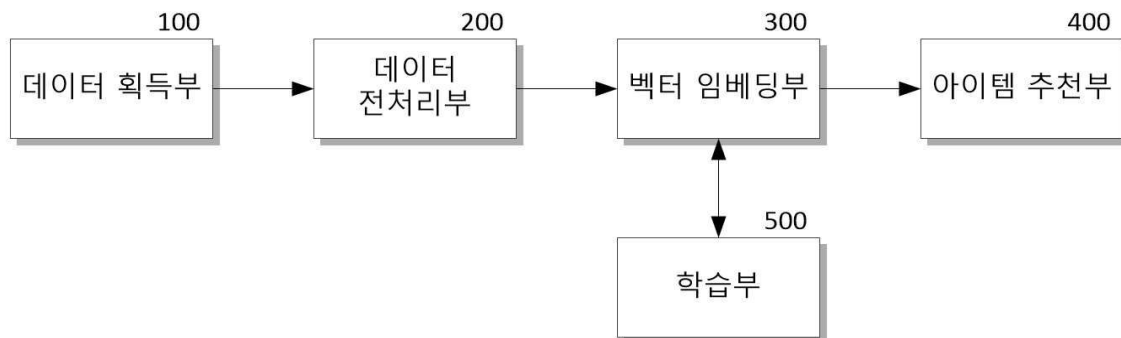 100
데이터 획득부
200
데이터
전처리부
300
벡터 임베딩부
400
아이템 추천부
500
학습부